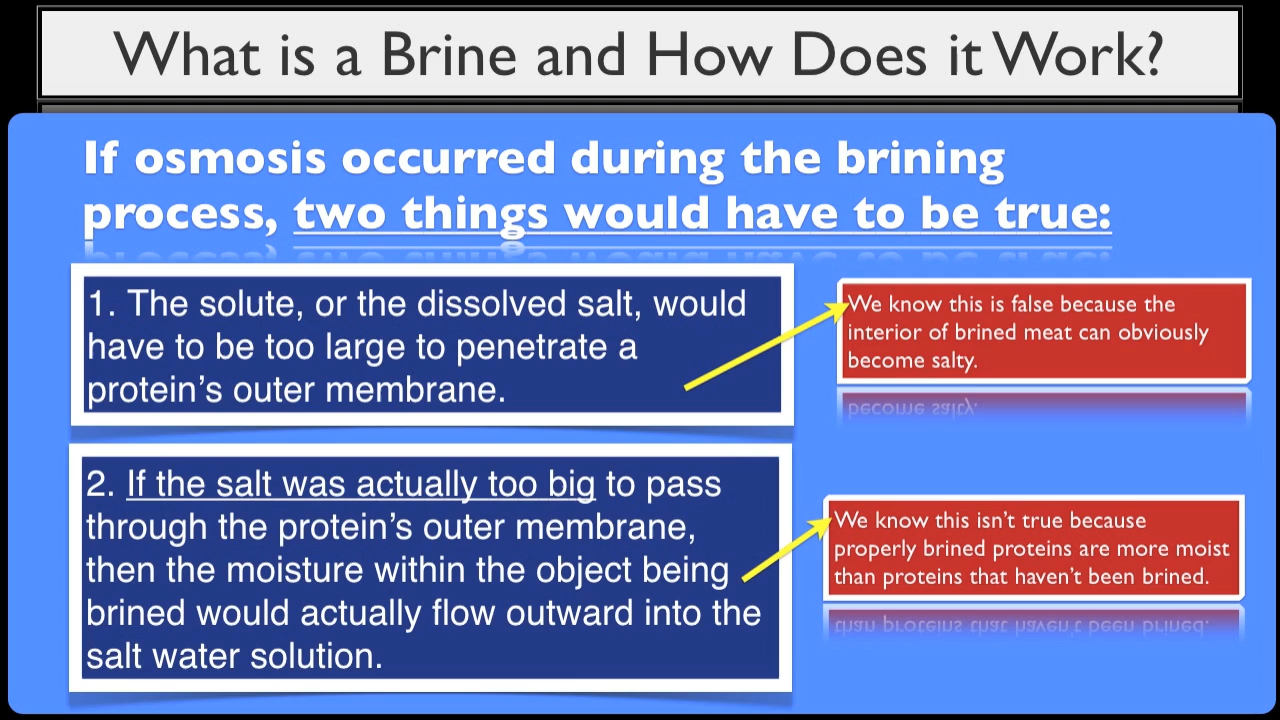 What is a Brine and How Does it Work?
If osmosis occurred during the brining
process, two things would have to be true:
1. The solute, or the dissolved salt, would
have to be too large to penetrate a
protein's outer membrane.
We know this is false because the
interior of brined meat can obviously
become salty.
2. If the salt was actually too big to pass
through the protein's outer membrane,
then the moisture within the object being
brined would actually flow outward into the
salt water solution.
We know this isn't true because
properly brined proteins are more moist
than proteins that haven't been brined.